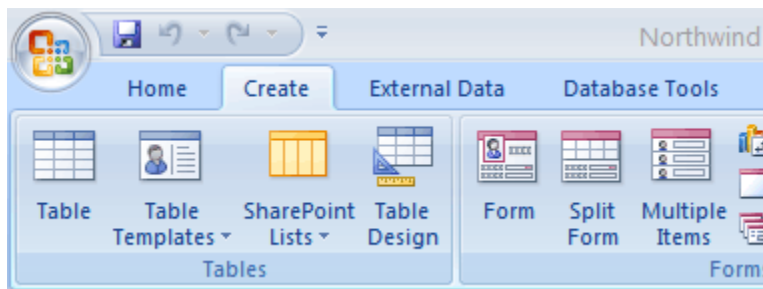 Northwind
Home Create External Data Database Tools
Table Table Templates SharePoint Lists Table Design Form Split Form Multiple Items
Tables Form